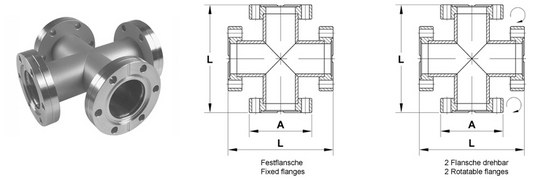 L
A
L
Festflansche
Fixed flanges
L
A
L
2 Flansche drehbar
2 Rotatable flanges